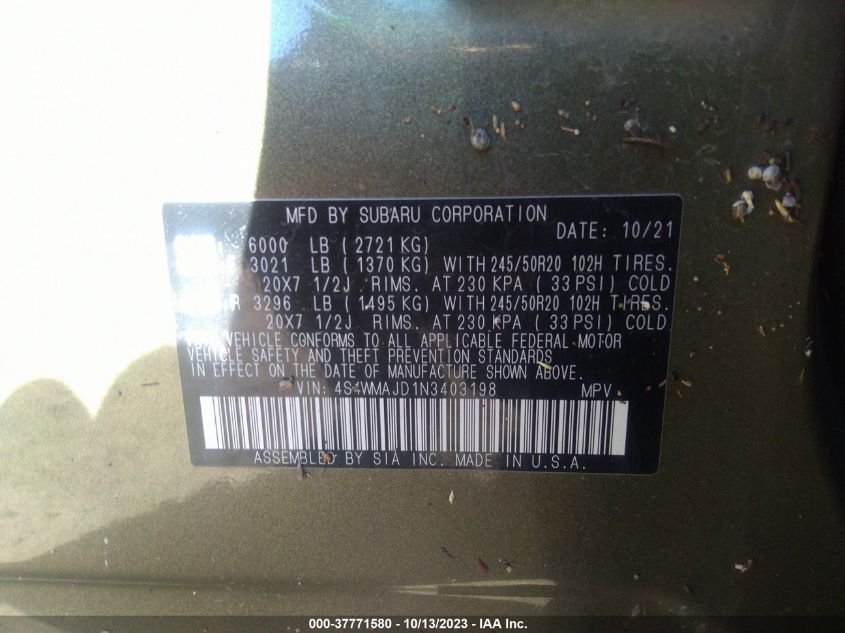 MFD BY SUBARU CORPORATION
DATE: 10/21
6000 LB (2721KG)
3021 LB (1370 KG) WITH 245/50R20 102H TIRES.
20X7 1/2J RIMS. AT 230 KPA (33 PSI) COLD
R 3296 LB (1495 KG) WITH 245/50R20 102H TIRES.
20X7 1/2J RIMS. AT 230 KPA (33 PSI) COLD
VEHICLE CONFORMS TO ALL APPLICABLE FEDERAL MOTOR
VEHICLE SAFETY AND THEFT PREVENTION STANDARDS
IN EFFECT ON THE DATE OF MANUFACTURE SHOWN ABOVE.
VIN: 4S4WMAJD1N3403198 MPV
ASSEMBLED BY SIA INC. MADE IN U.S.A.
000-37771580 - 10/13/2023 - IAA Inc.